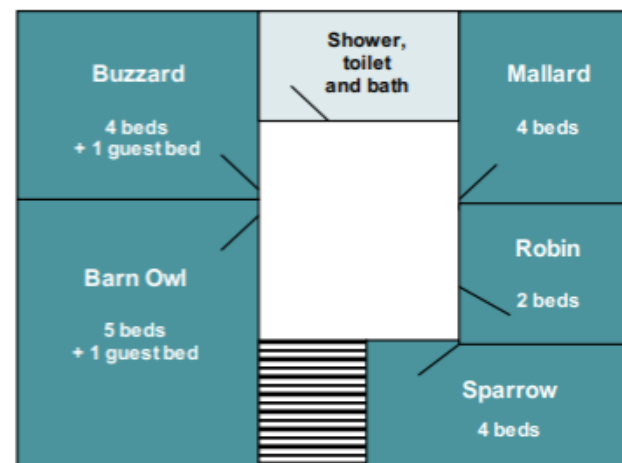 Buzzard
4 beds
+ 1 guest bed
Shower,
toilet
and bath
Mallard
4 beds
Barn Owl
5 beds
+ 1 guest bed
Robin
2 beds
Sparrow
4 beds